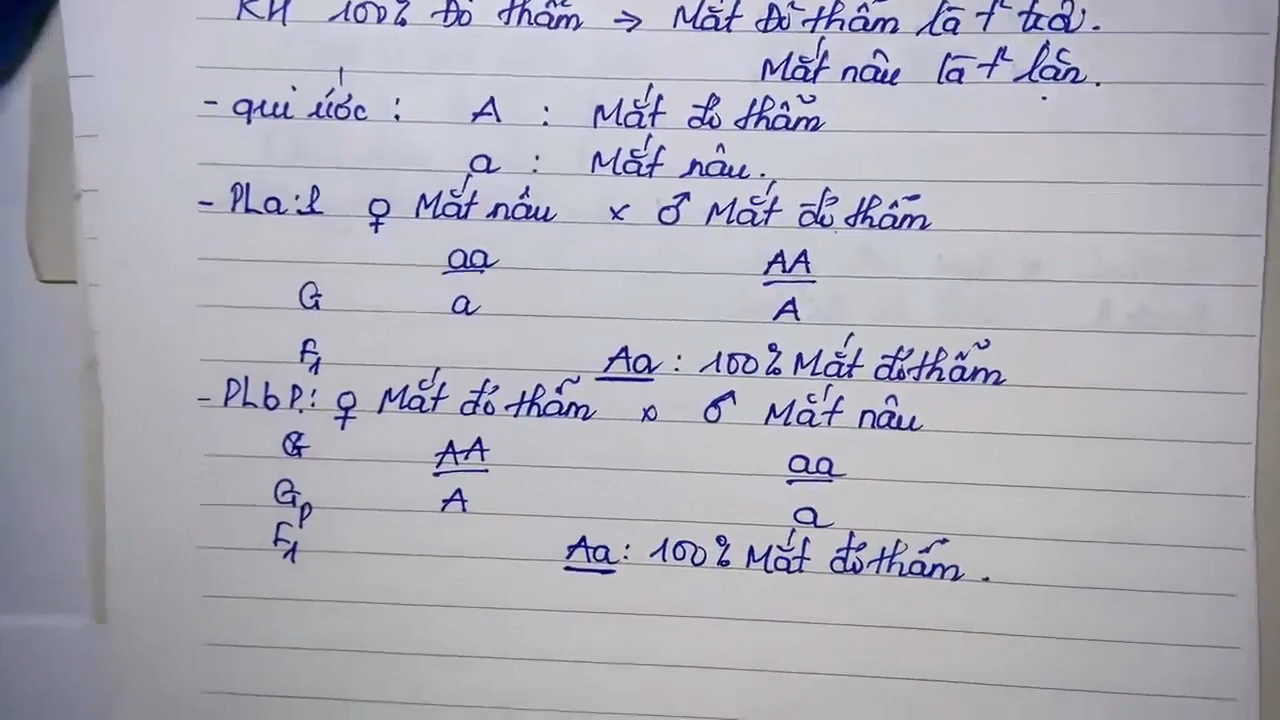 KH 100% Đỏ thẫm → Mắt Đỏ thẫm là t² trội.
Mắt nâu là t² lặn.
- qui ước : A : Mắt đỏ thẫm
a : Mắt nâu.
- PLa: ♀ Mắt nâu x ♂ Mắt đỏ thẫm
aa AA
G a A
F1 Aa : 100% Mắt đỏ thẫm
- PLb P: ♀ Mắt đỏ thẫm x ♂ Mắt nâu
AA aa
Gp A a
F1 Aa : 100% Mắt đỏ thẫm .